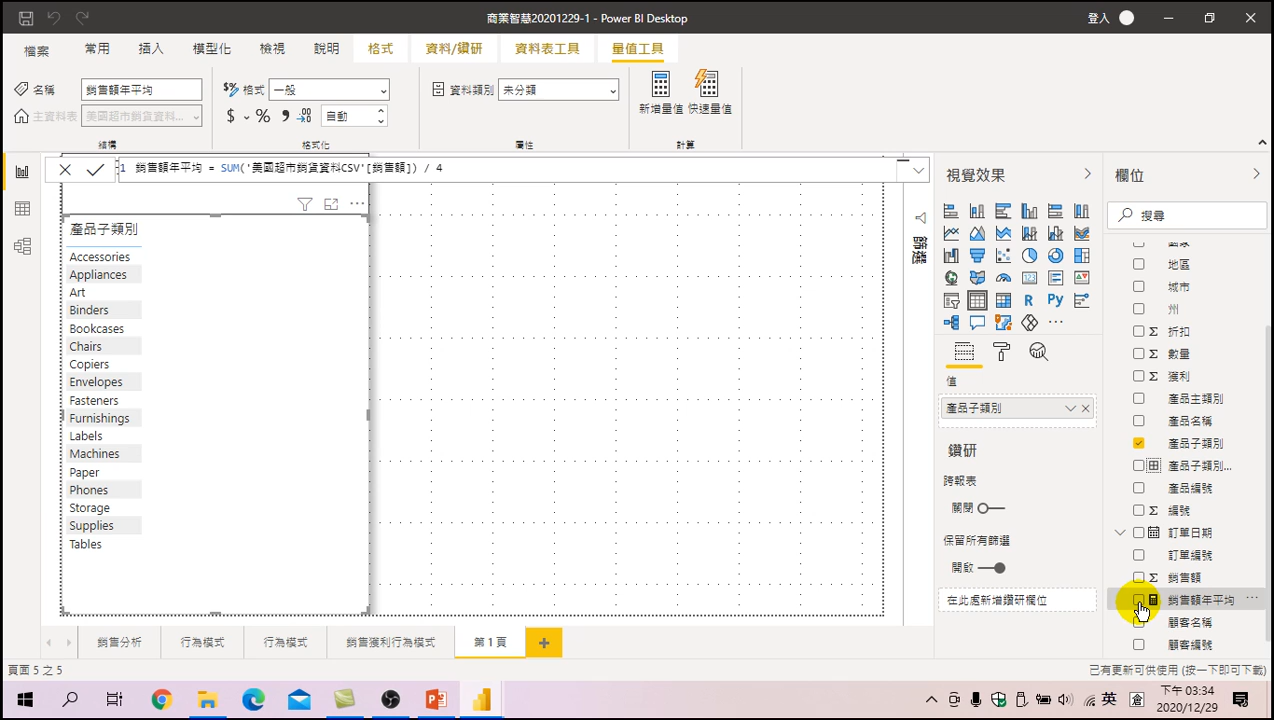 商業智慧20201229-1 - Power BI Desktop
登入
檔案 常用 插入 模型化 檢視 說明 格式 資料/鑽研 資料表工具 量值工具
名稱 銷售額年平均
格式 一般
資料類別 未分類
新增量值 快速量值
主資料表 美國超市銷貨資料...
$ % 自動
結構 格式化 屬性 計算
1 銷售額年平均 = SUM('美國超市銷貨資料CSV'[銷售額]) / 4
產品子類別
Accessories
Appliances
Art
Binders
Bookcases
Chairs
Copiers
Envelopes
Fasteners
Furnishings
Labels
Machines
Paper
Phones
Storage
Supplies
Tables
篩選
視覺效果
123
R Py
值
產品子類別
鑽研
跨報表
關閉
保留所有篩選
開啟
在此處新增鑽研欄位
欄位
搜尋
地區
城市
州
折扣
數量
獲利
產品主類別
產品名稱
產品子類別
產品子類別...
產品編號
編號
訂單日期
訂單編號
銷售額
銷售額年平均
顧客名稱
顧客編號
銷售分析 行為模式 行為模式 銷售獲利行為模式 第 1 頁
頁面 5 之 5
已有更新可供使用 (按一下即可下載)
英 倉
下午 03:34
2020/12/29